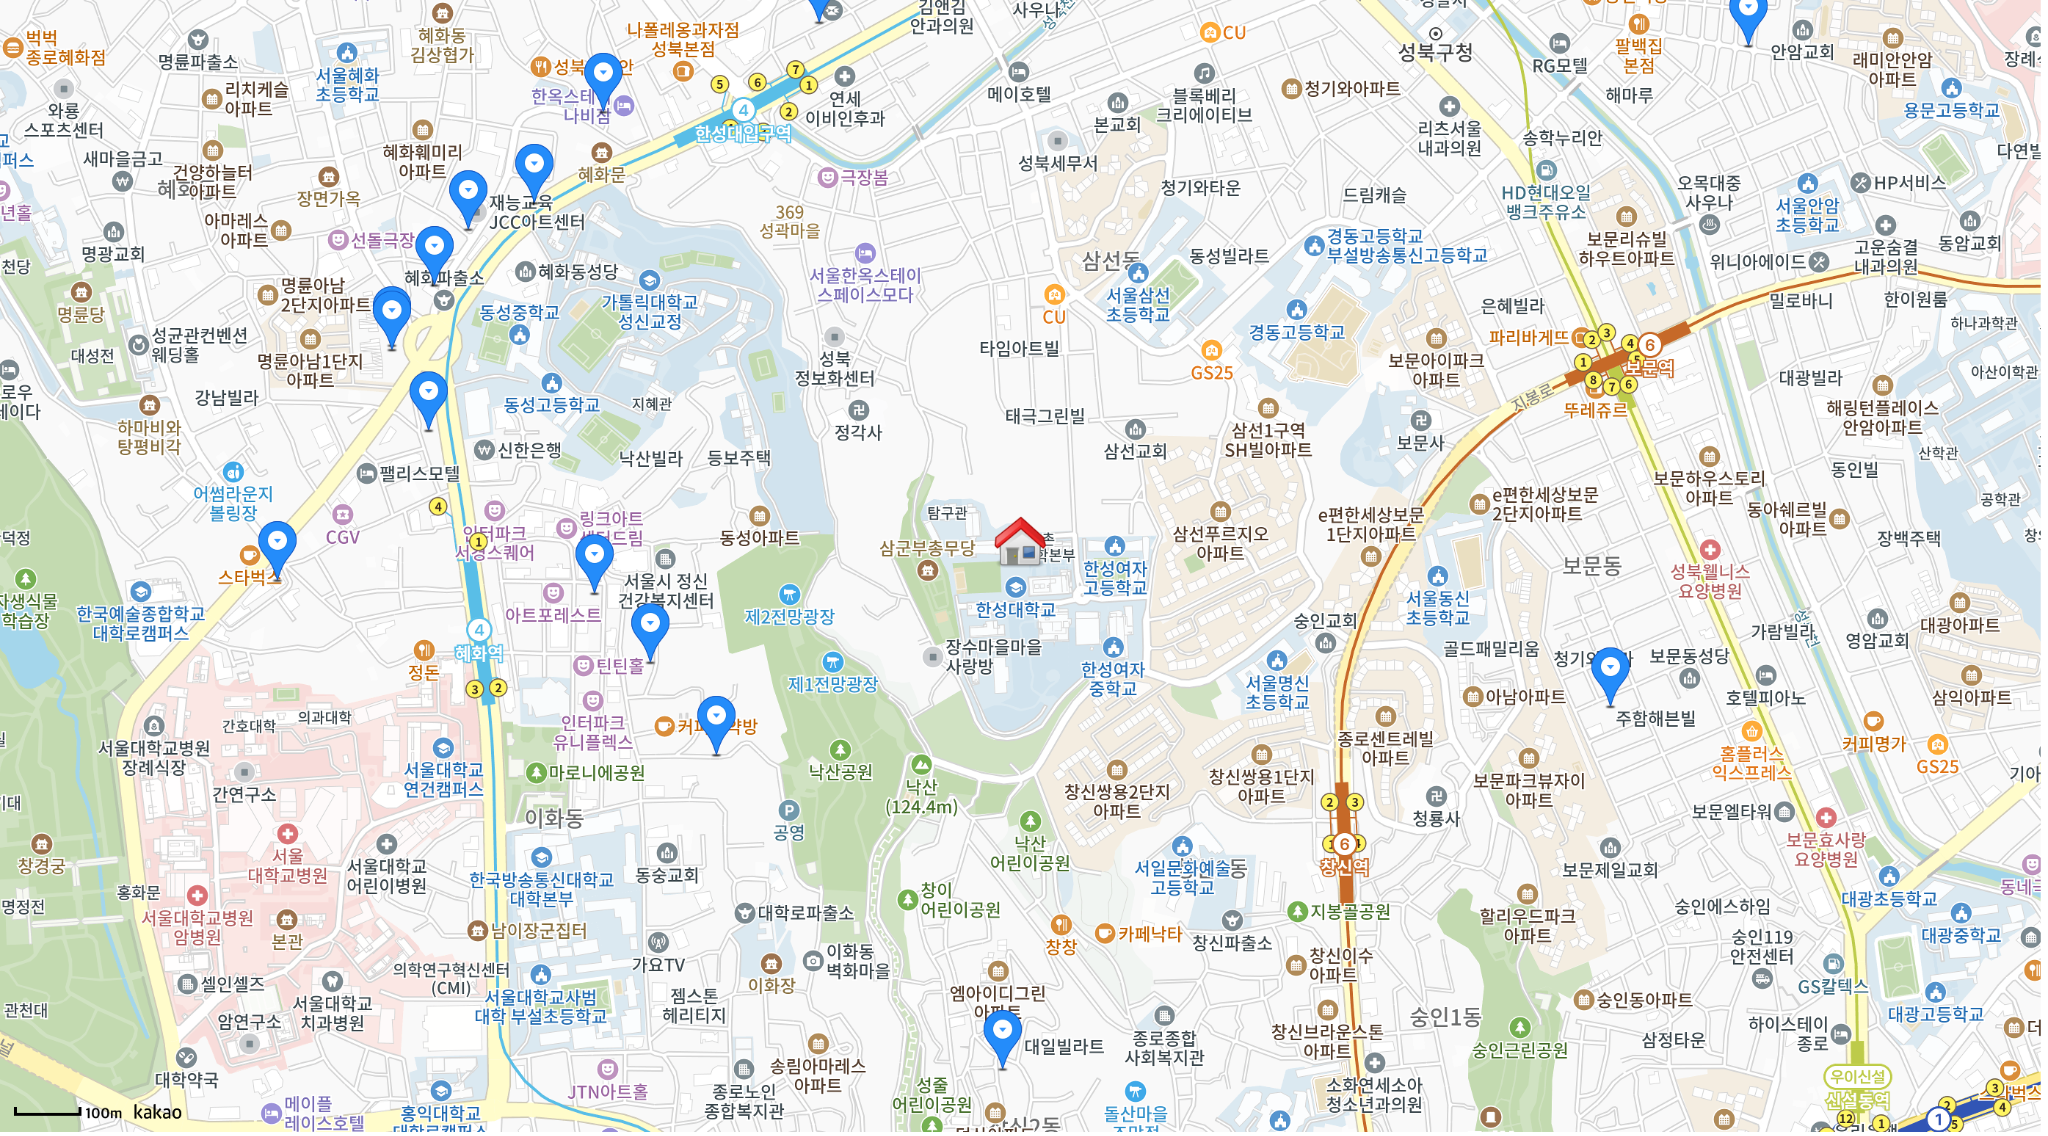 벅벅
종로혜화점
명륜파출소
혜화동
김상협가
나폴레옹과자점
성북본점
김앤김
안과의원
사우나
CU
성북구청
팔백집
본점
RG모텔
안암교회
래미안안암
아파트
서울혜화
초등학교
리치케슬
아파트
와룡
스포츠센터
한옥스테이
나비점
5
6
7
1
2
4
한성대입구역
연세
이비인후과
메이호텔
본교회
블록베리
크리에이티브
청기와아파트
리츠서울
내과의원
해마루
송학누리안
용문고등학교
새마을금고
건양하늘터
아파트
혜화웨미리
아파트
장면가옥
혜화문
극장봄
성북세무서
청기와타운
드림캐슬
HD현대오일
뱅크주유소
오목대중
사우나
HP서비스
서울안암
초등학교
아마레스
아파트
선돌극장
재능교육
JCC아트센터
369
성곽마을
명광교회
혜화파출소
혜화동성당
가톨릭대학교
성신교정
서울한옥스테이
스페이스모다
삼선동
동성빌라트
경동고등학교
부설방송통신고등학교
보문리슈빌
하우트아파트
위니아에이드
고운숨결
내과의원
동암교회
명륜당
명륜아남
2단지아파트
동성중학교
CU
서울삼선
초등학교
경동고등학교
은혜빌라
밀로바니
한이원룸
하나과학관
성균관컨벤션
웨딩홀
대성전
명륜아남1단지
아파트
성북
정보화센터
타임아트빌
GS25
보문아이파크
아파트
파리바게뜨
2
3
4
6
1
5
8
7
6
보문역
뚜레쥬르
지봉로
대광빌라
아산이학관
강남빌라
하마비와
탕평비각
동성고등학교
지혜관
정각사
태극그린빌
삼선교회
삼선1구역
SH빌아파트
보문사
해링턴플레이스
안암아파트
산학관
신한은행
팰리스모텔
낙산빌라
등보주택
보문하우스토리
아파트
동인빌
공학관
어썸라운지
볼링장
CGV
4
1
링크아트
탐구관
동성아파트
삼군부총무당
삼선푸르지오
아파트
e편한세상보문
1단지아파트
e편한세상보문
2단지아파트
동아쉐르빌
아파트
장백주택
보문동
한국예술종합학교
대학로캠퍼스
아트포레스트
서울시 정신
건강복지센터
제2전망광장
한성대학교
한성여자
고등학교
서울동신
초등학교
성북웰니스
요양병원
가람빌라
영암교회
대광아파트
4
혜화역
정돈
3
2
틴틴홀
제1전망광장
장수마을마을
사랑방
한성여자
중학교
숭인교회
서울명신
초등학교
골드패밀리움
보문동성당
아남아파트
주함해븐빌
호텔피아노
삼익아파트
간호대학
의과대학
서울대학교병원
장례식장
간연구소
서울대학교
연건캠퍼스
인터파크
유니플렉스
마로니에공원
이화동
낙산공원
낙산
(124.4m)
공영
창신쌍용2단지
아파트
창신쌍용1단지
아파트
종로센트레빌
아파트
보문파크뷰자이
아파트
홈플러스
익스프레스
커피명가
GS25
창경궁
홍화문
서울
대학교병원
서울대학교
어린이병원
한국방송통신대학교
대학본부
동숭교회
낙산
어린이공원
서일문화예술
고등학교
2
3
6
창신역
청룡사
보문제일교회
보문엘타워
보문효사랑
요양병원
명정전
서울대학교병원
암병원
본관
남이장군집터
대학로파출소
창이
어린이공원
창창
카페낙타
창신파출소
지봉골공원
할리우드파크
아파트
숭인에스하임
숭인119
안전센터
대광초등학교
대광중학교
관천대
셀인셀즈
서울대학교
치과병원
의학연구혁신센터
(CMI)
서울대학교사범
대학 부설초등학교
가요TV
이화동
벽화마을
이화장
젬스톤
헤리티지
엠아이디그린
아파트
대일빌라트
창신이수
아파트
창신브라운스톤
아파트
숭인1동
숭인동아파트
GS칼텍스
대광고등학교
암연구소
대학약국
메이플
레이스호텔
홍익대학교
JTN아트홀
종로노인
종합복지관
송림아마레스
아파트
성줄
어린이공원
돌산마을
종로종합
사회복지관
소화연세소아
청소년과의원
숭인근린공원
삼정타운
하이스테이
종로
우이신설
신설동역
12
1
1
2
5
3
4
100m
kakao